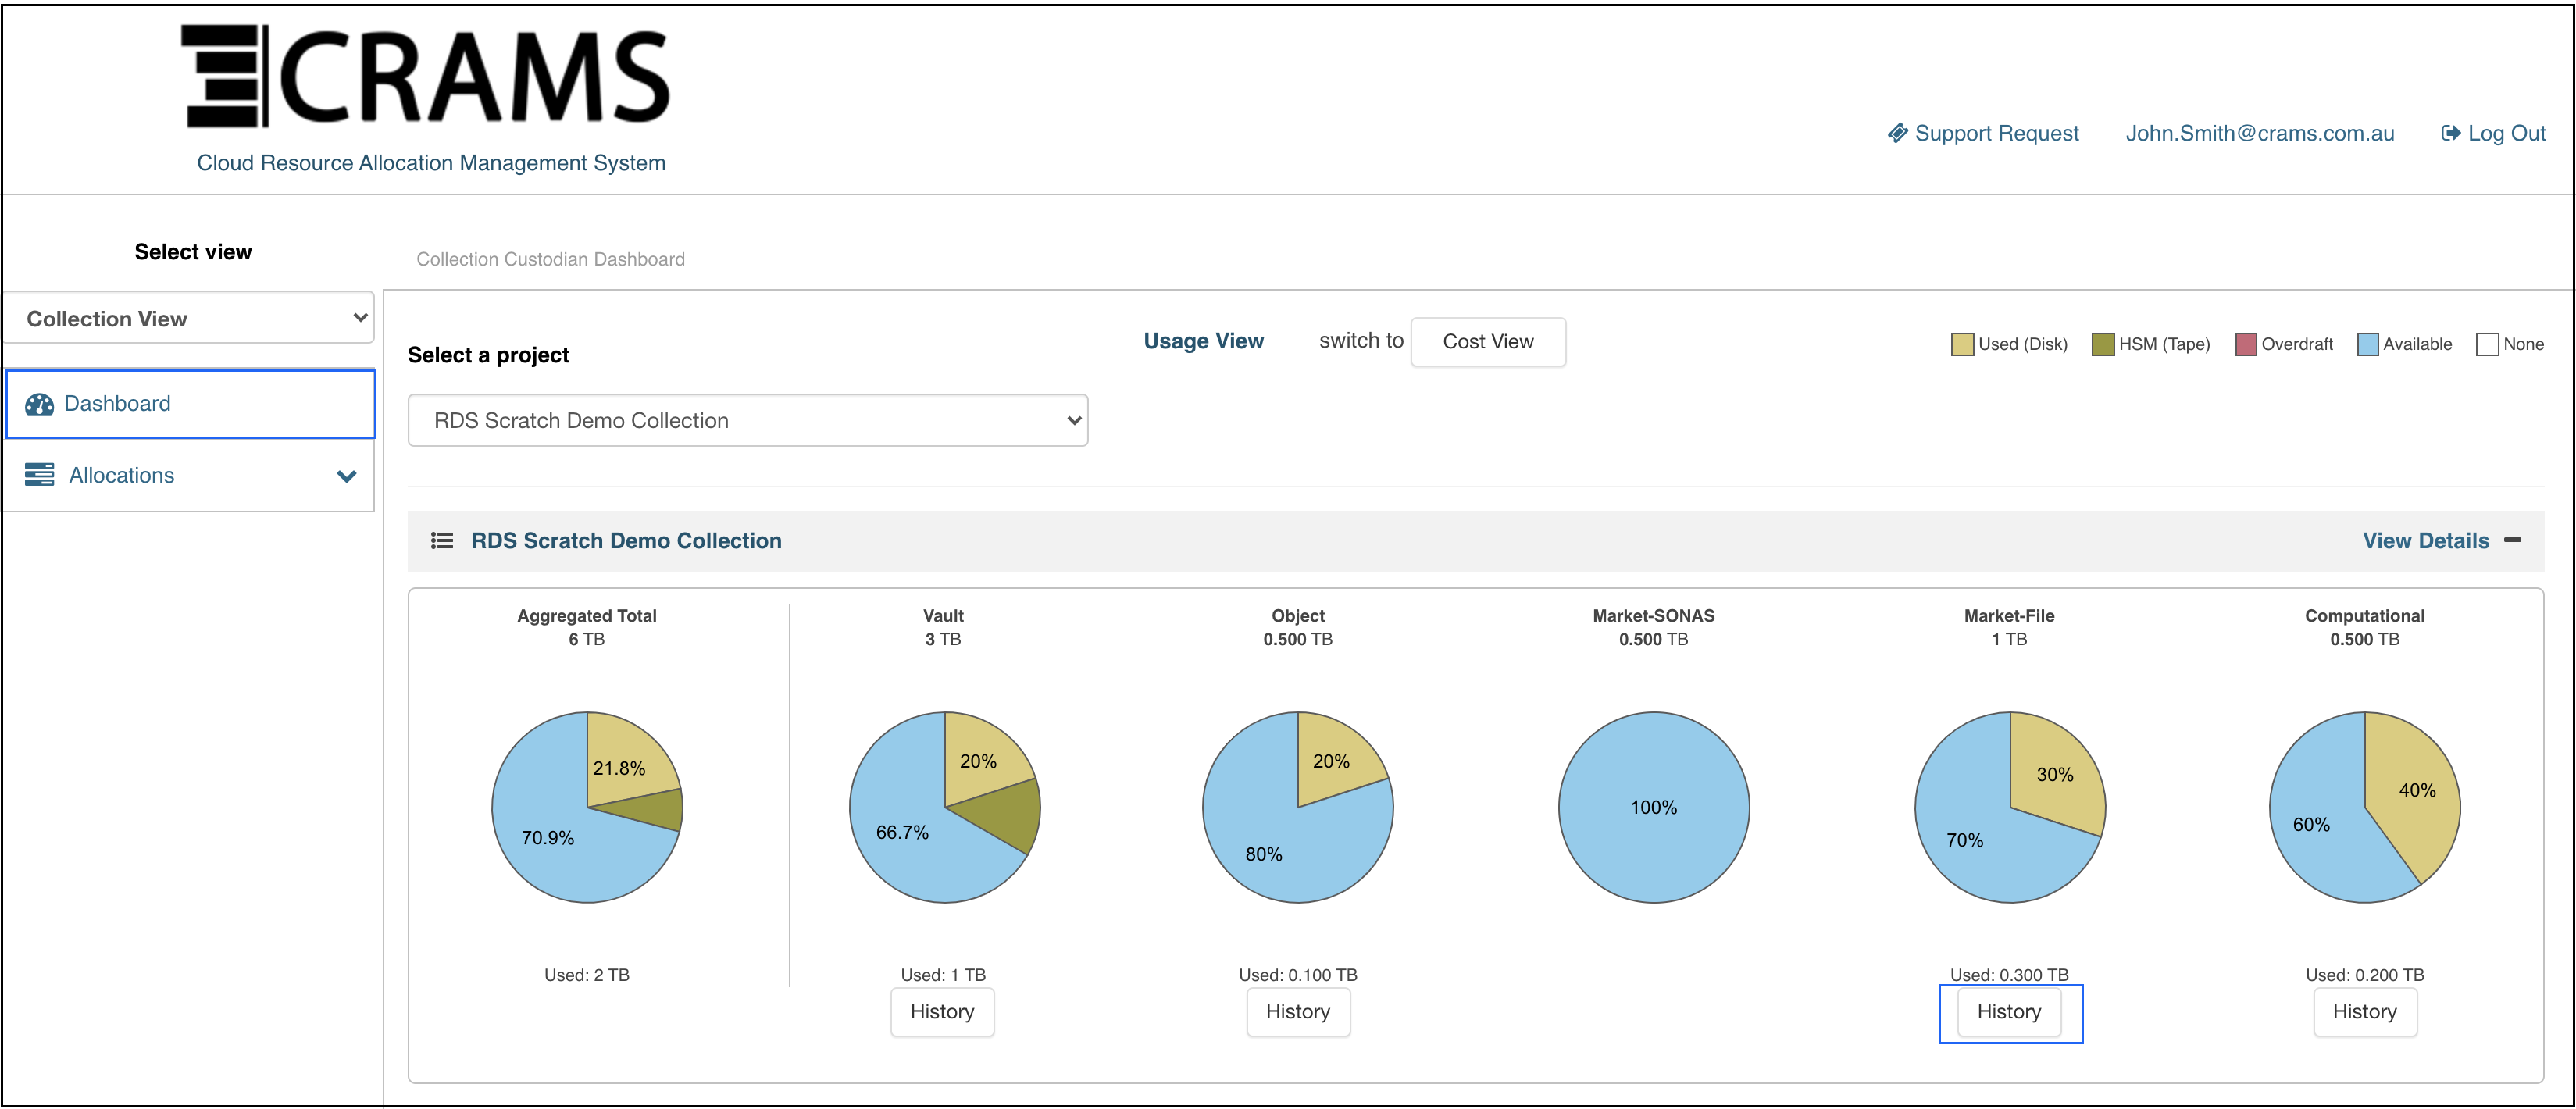 CRAMS
Cloud Resource Allocation Management System
Support Request John.Smith@crams.com.au Log Out
Select view
Collection Custodian Dashboard
Collection View
Dashboard
Allocations
Select a project
Usage View switch to Cost View
Used (Disk) HSM (Tape) Overdraft Available None
RDS Scratch Demo Collection
RDS Scratch Demo Collection View Details
Aggregated Total
6 TB
21.8%
70.9%
Used: 2 TB
Vault
3 TB
20%
66.7%
Used: 1 TB
History
Object
0.500 TB
20%
80%
Used: 0.100 TB
History
Market-SONAS
0.500 TB
100%
Market-File
1 TB
30%
70%
Used: 0.300 TB
History
Computational
0.500 TB
40%
60%
Used: 0.200 TB
History